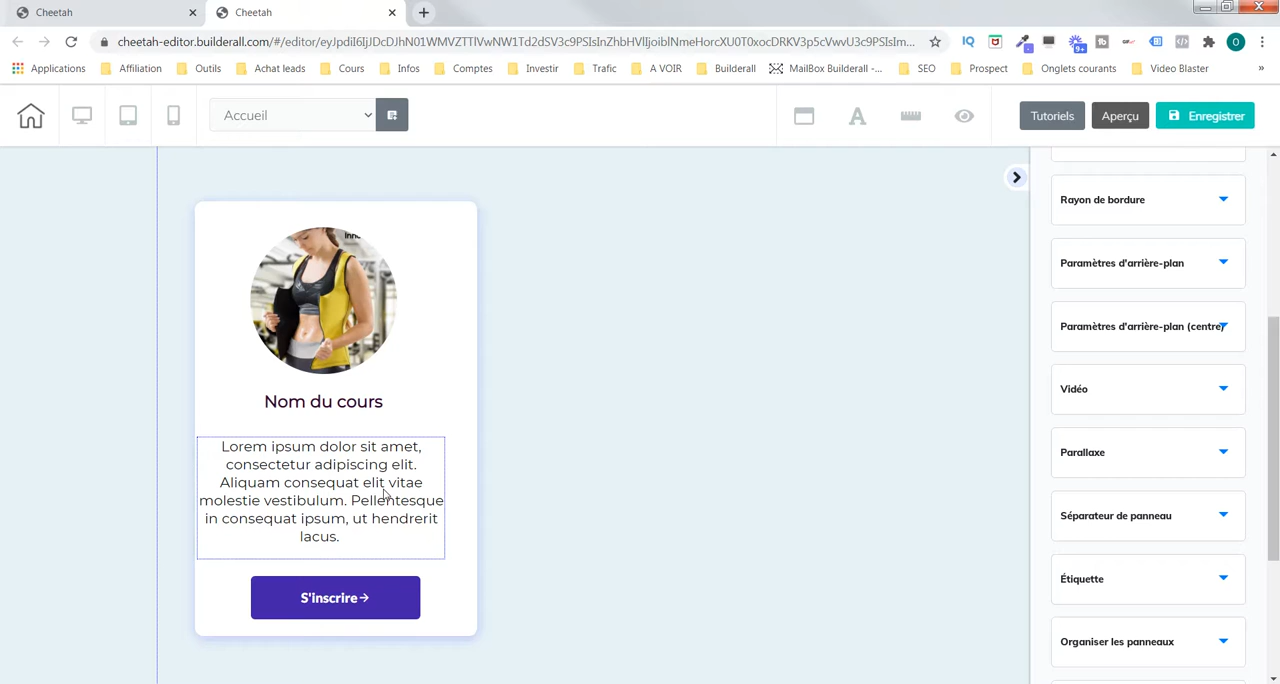 Cheetah
Cheetah
cheetah-editor.builderall.com/#/editor/eyJpdiI6IjJDcDJhN01WMVZTTlVwNW1Td2dSV3c9PSIsInZhbHVlIjoiblNmeHorcXU0T0xocDRKV3p5cVwvU3c9PSIsIm...
Applications
Affiliation
Outils
Achat leads
Cours
Infos
Comptes
Investir
Trafic
A VOIR
Builderall
MailBox Builderall -...
SEO
Prospect
Onglets courants
Video Blaster
Accueil
Tutoriels
Aperçu
Enregistrer
Rayon de bordure
Paramètres d'arrière-plan
Paramètres d'arrière-plan (centre)
Vidéo
Parallaxe
Séparateur de panneau
Étiquette
Organiser les panneaux
Nom du cours
Lorem ipsum dolor sit amet,
consectetur adipiscing elit.
Aliquam consequat elit vitae
molestie vestibulum. Pellentesque
in consequat ipsum, ut hendrerit
lacus.
S'inscrire→